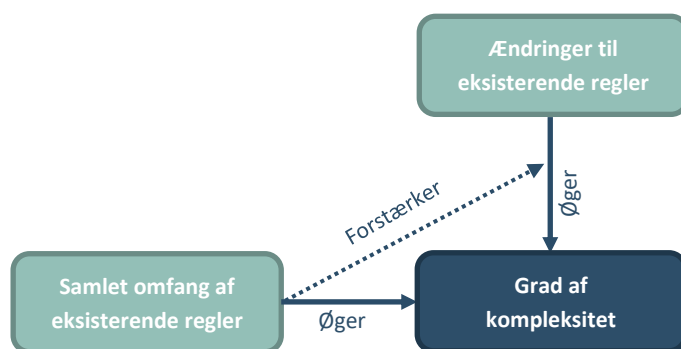 Ændringer til
eksisterende regler
Forstærker
Øger
Samlet omfang af
eksisterende regler
Øger
Grad af
kompleksitet